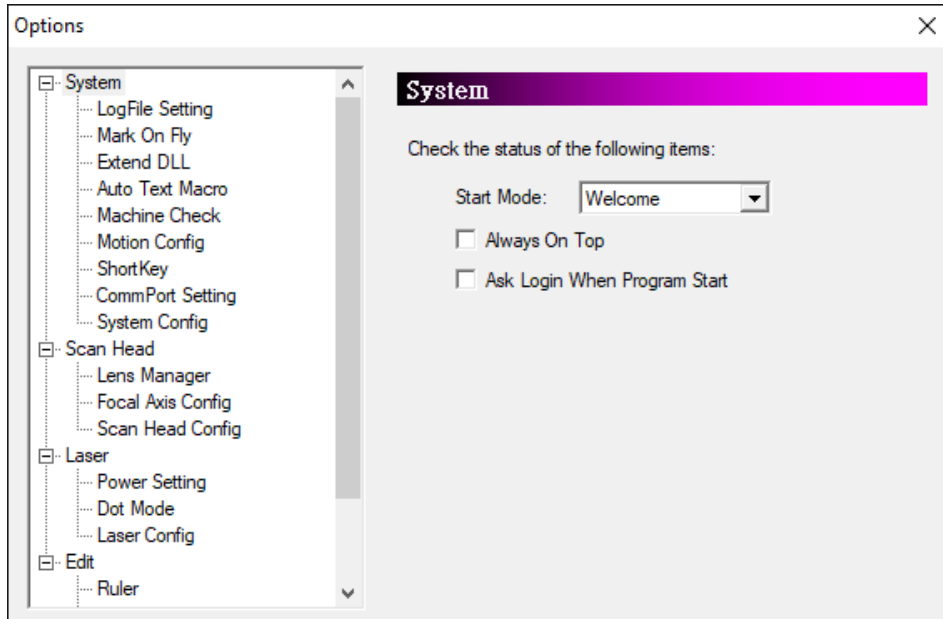 Options
System
LogFile Setting
Mark On Fly
Extend DLL
Auto Text Macro
Machine Check
Motion Config
ShortKey
CommPort Setting
System Config
Scan Head
Lens Manager
Focal Axis Config
Scan Head Config
Laser
Power Setting
Dot Mode
Laser Config
Edit
Ruler
System
Check the status of the following items:
Start Mode: Welcome
Always On Top
Ask Login When Program Start